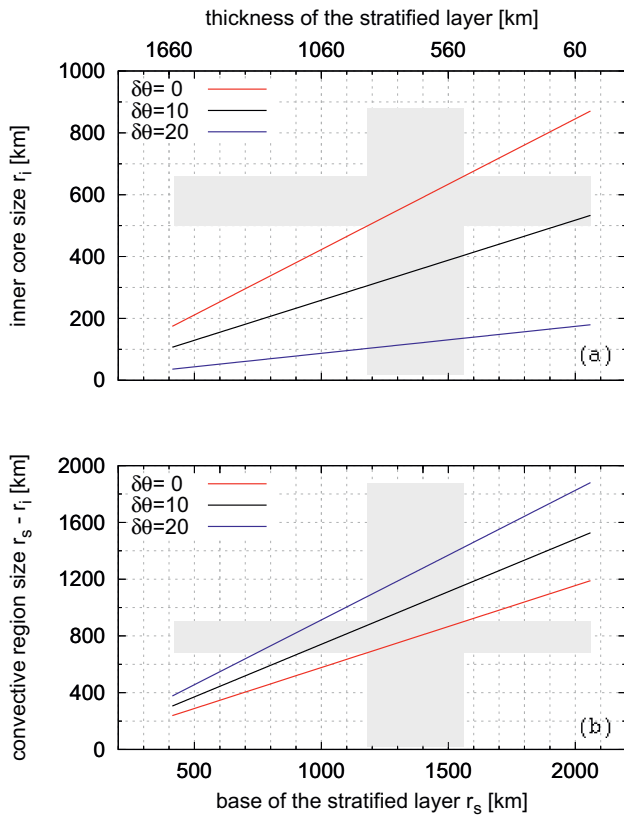 thickness of the stratified layer [km]
1660 1060 560 60
1000
800
600
400
200
0
inner core size r_i [km]
δθ= 0
δθ=10
δθ=20
(a)
2000
1600
1200
800
400
0
convective region size r_s - r_i [km]
δθ= 0
δθ=10
δθ=20
(b)
500 1000 1500 2000
base of the stratified layer r_s [km]